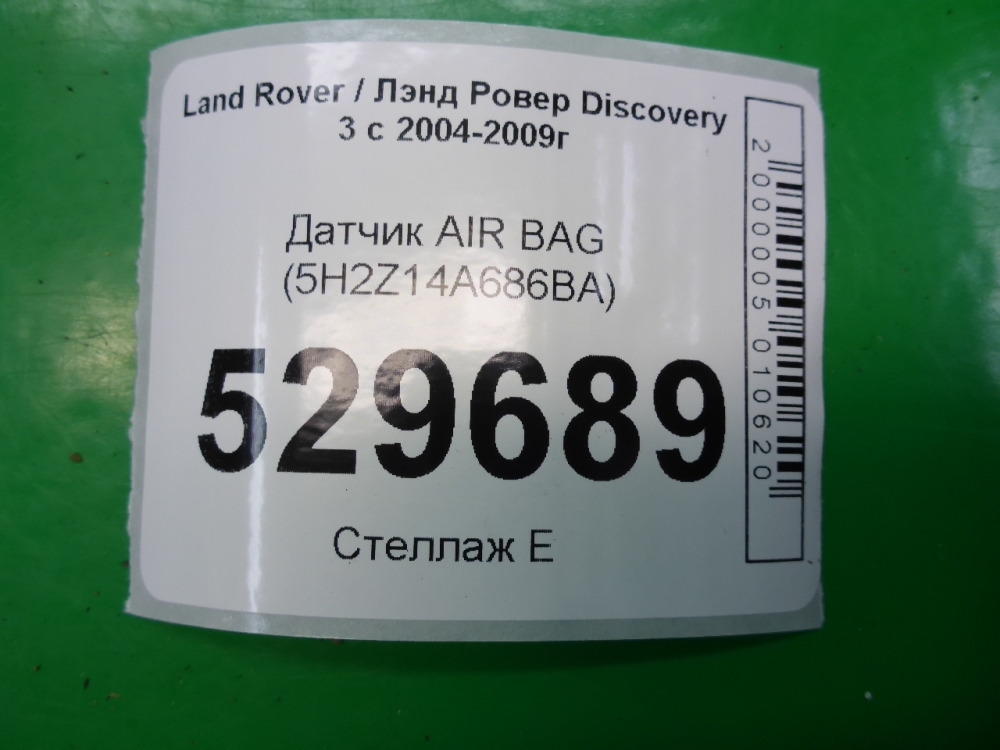 Land Rover / Лэнд Ровер Discovery
3 с 2004-2009г
Датчик AIR BAG
(5H2Z14A686BA)
529689
Стеллаж Е
2000005010620